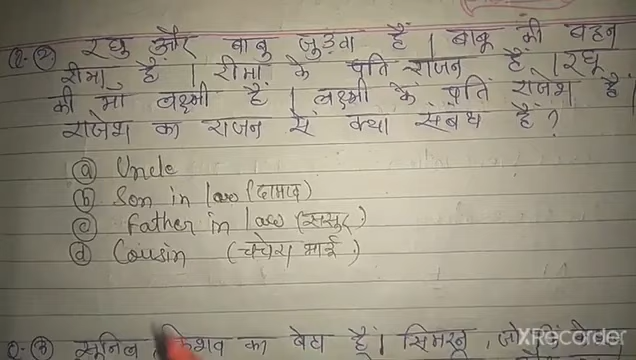 Q-② रघु और बाबु जुड़वा हैं। बाबू की बहन
रीमा है। रीमा के पति राजन हैं। रघु
की माँ लक्ष्मी हैं। लक्ष्मी के पति राजेश हैं।
राजेश का राजन से क्या संबंध है?
ⓐ Uncle
ⓑ Son in law (दामाद)
ⓒ Father in law (ससुर)
ⓓ Cousin (चचेरा भाई)
Q-③ सुनिल, केशव का बेटा है। सिमरन, जो
XRecorder